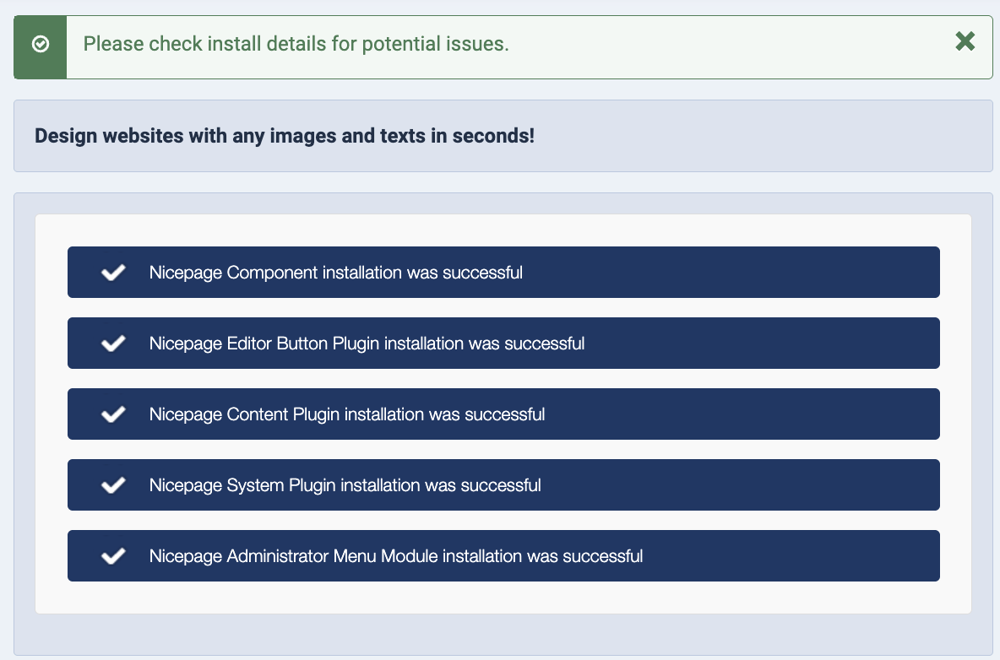 Please check install details for potential issues.
Design websites with any images and texts in seconds!
Nicepage Component installation was successful
Nicepage Editor Button Plugin installation was successful
Nicepage Content Plugin installation was successful
Nicepage System Plugin installation was successful
Nicepage Administrator Menu Module installation was successful